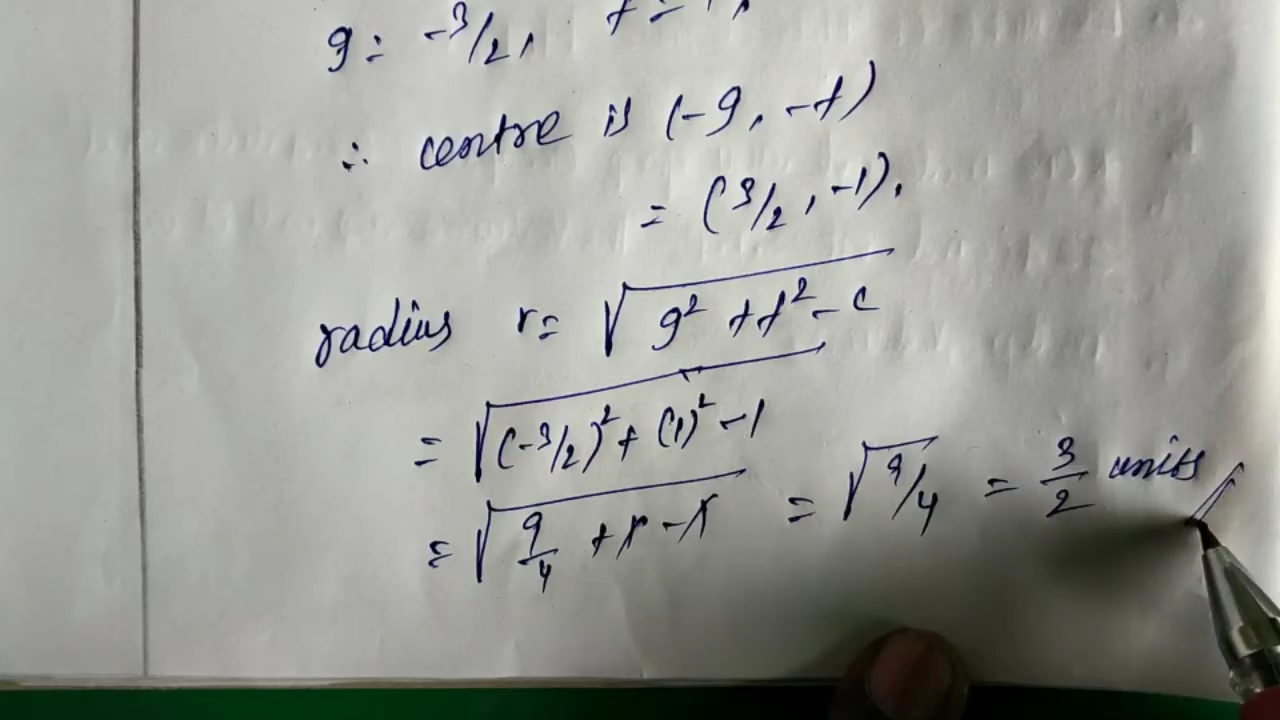 g = -3/2,
∴ centre is (-g, -f)
= (3/2, -1).
radius r = √(g² + f² - c)
= √((-3/2)² + (1)² - 1)
= √(9/4 + 1 - 1) = √(9/4) = 3/2 units